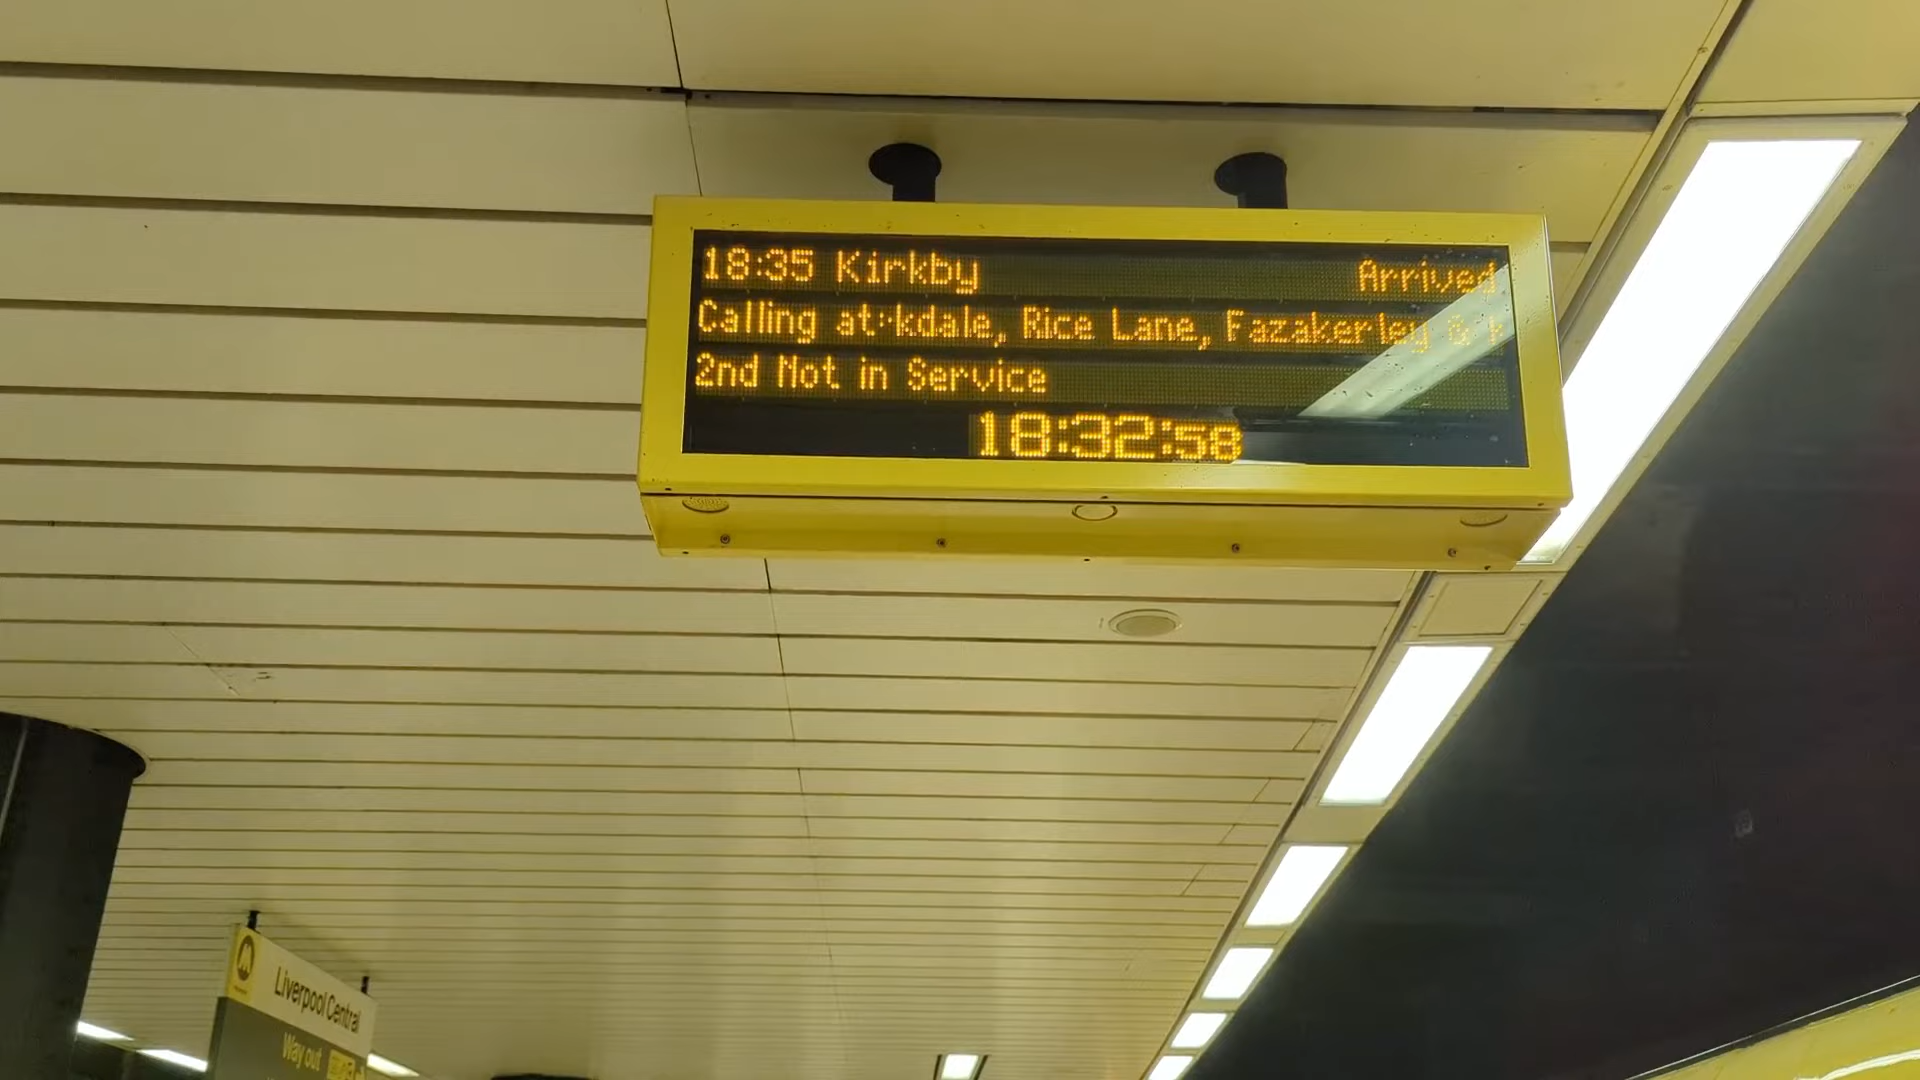 18:35 Kirkby Arrived
Calling at:kdale, Rice Lane, Fazakerley &
2nd Not in Service
18:32:58
Liverpool Central
Way out